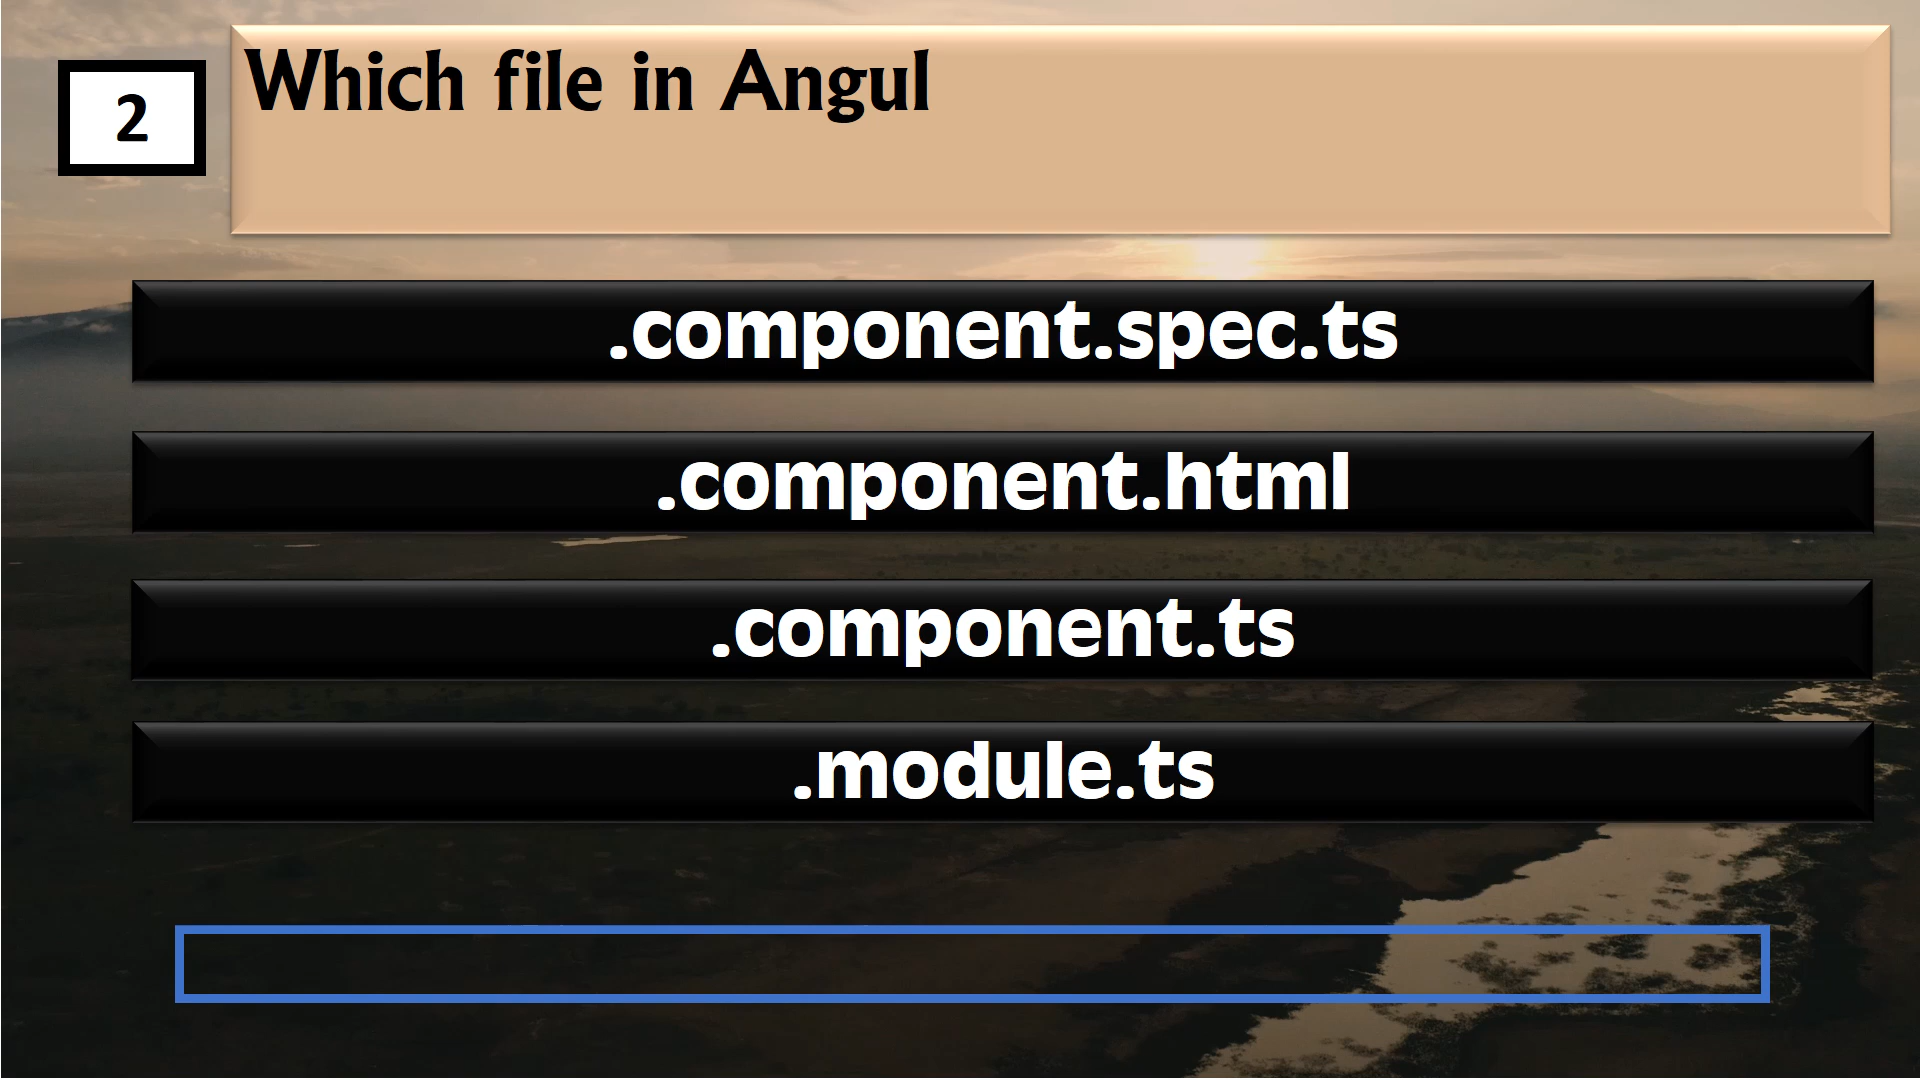 2
Which file in Angul
.component.spec.ts
.component.html
.component.ts
.module.ts